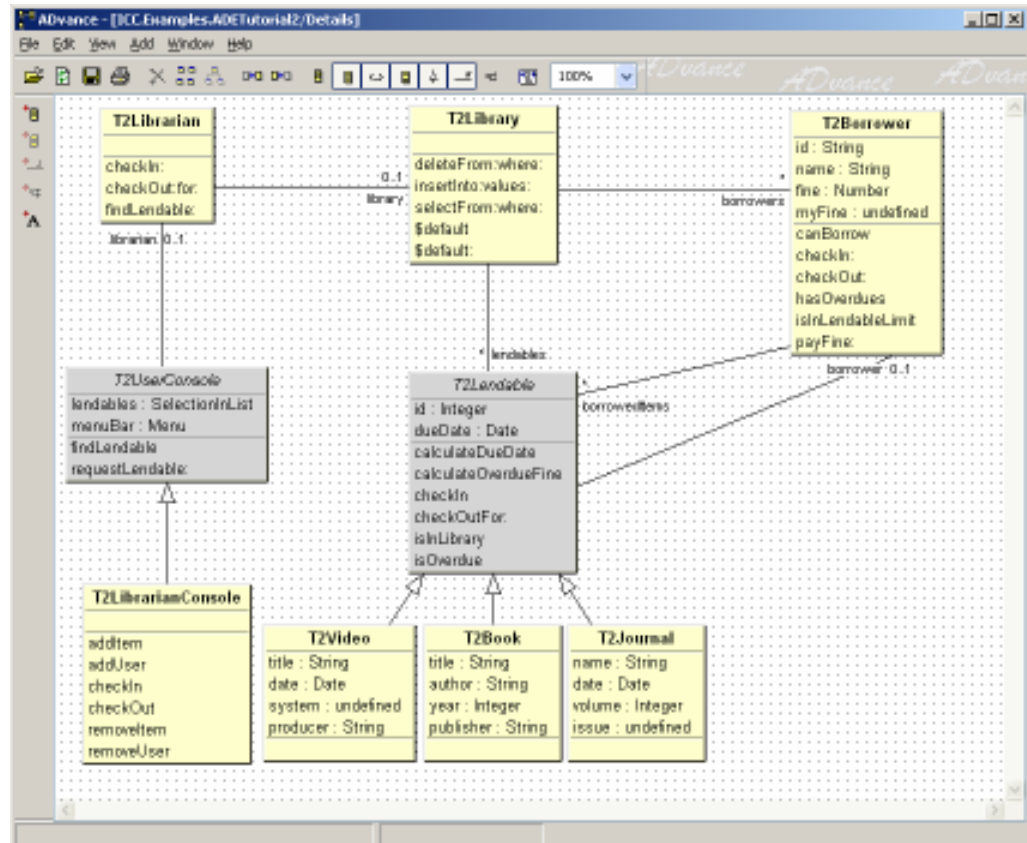 ADvance - [ICC.Examples.ADETutorial2/Details]
File Edit View Add Window Help
100%
ADvance ADvance ADvan
T2Librarian
checkIn:
checkOut:for:
findLendable:
T2Library
deleteFrom:where:
insertInto:values:
selectFrom:where:
$default
$default:
T2Borrower
id : String
name : String
fine : Number
myFine : undefined
canBorrow
checkIn:
checkOut:
hasOverdues
isInLendableLimit
payFine:
0..1
library
*
borrowers
librarian 0..1
* lendables
*
borrowedItems
borrower 0..1
T2UserConsole
lendables : SelectionInList
menuBar : Menu
findLendable
requestLendable:
T2Lendable
id : Integer
dueDate : Date
calculateDueDate
calculateOverdueFine
checkIn
checkOutFor:
isInLibrary
isOverdue
T2LibrarianConsole
addItem
addUser
checkIn
checkOut
removeItem
removeUser
T2Video
title : String
date : Date
system : undefined
producer : String
T2Book
title : String
author : String
year : Integer
publisher : String
T2Journal
name : String
date : Date
volume : Integer
issue : undefined